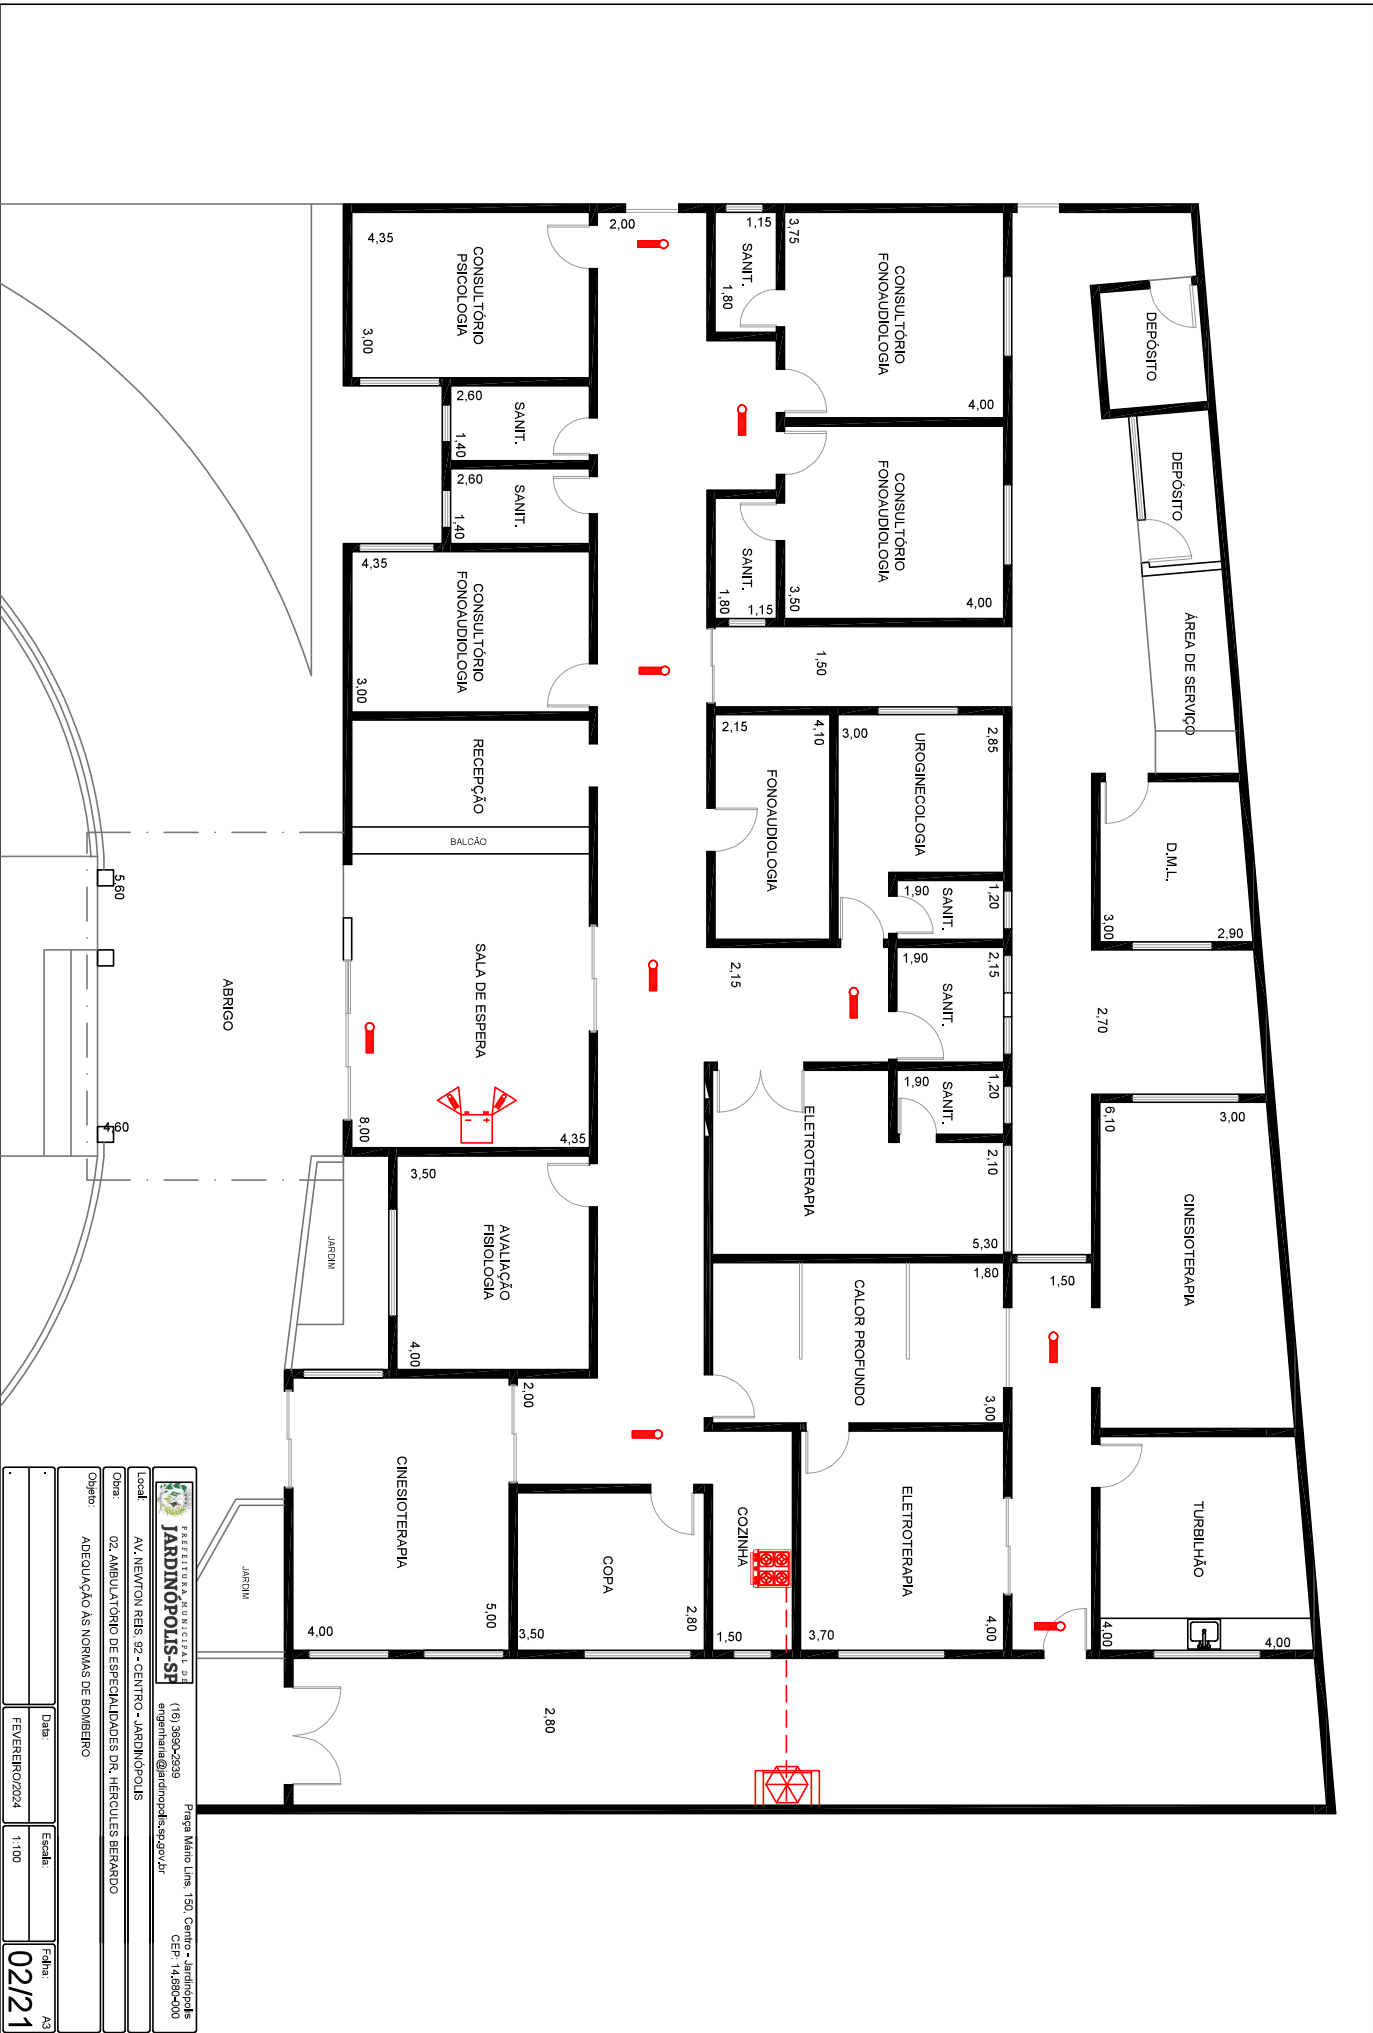 DEPÓSITO
DEPÓSITO
ÁREA DE SERVIÇO
D.M.L.
3,00
2,90
2,70
6,10
3,00
CINESIOTERAPIA
TURBILHÃO
4,00
4,00
1,50
3,75
CONSULTÓRIO
FONOAUDIOLOGIA
4,00
1,15
SANIT.
1,80
CONSULTÓRIO
FONOAUDIOLOGIA
3,50
4,00
SANIT.
1,80
1,15
1,50
2,85
UROGINECOLOGIA
3,00
4,10
2,15
FONOAUDIOLOGIA
1,20
SANIT.
1,90
2,15
SANIT.
1,90
2,15
1,20
SANIT.
1,90
ELETROTERAPIA
2,10
5,30
1,80
CALOR PROFUNDO
3,00
ELETROTERAPIA
3,70
4,00
COZINHA
1,50
2,00
4,35
CONSULTÓRIO
PSICOLOGIA
3,00
2,60
SANIT.
1,40
2,60
SANIT.
1,40
4,35
CONSULTÓRIO
FONOAUDIOLOGIA
3,00
RECEPÇÃO
BALCÃO
SALA DE ESPERA
8,00
4,35
3,50
AVALIAÇÃO
FISIOLOGIA
4,00
2,00
CINESIOTERAPIA
4,00
5,00
COPA
3,50
2,80
2,80
ABRIGO
5,60
4,60
JARDIM
JARDIM
PREFEITURA MUNICIPAL DE
JARDINÓPOLIS-SP
Praça Mário Lins, 150, Centro - Jardinópolis
(16) 3690-2939
CEP: 14.680-000
engenharia@jardinopolis.sp.gov.br
Local: AV. NEWTON REIS, 92 - CENTRO - JARDINÓPOLIS
Obra: 02. AMBULATÓRIO DE ESPECIALIDADES DR. HÉRCULES BERARDO
Objeto: ADEQUAÇÃO ÀS NORMAS DE BOMBEIRO
Data: FEVEREIRO/2024
Escala: 1:100
Folha: A3
02/21